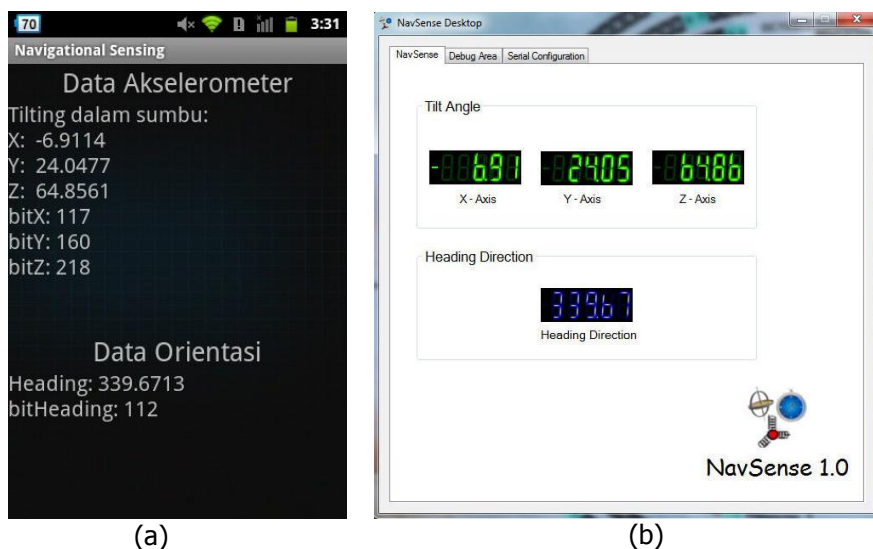 70
3:31
Navigational Sensing
Data Akselerometer
Tilting dalam sumbu:
X: -6.9114
Y: 24.0477
Z: 64.8561
bitX: 117
bitY: 160
bitZ: 218
Data Orientasi
Heading: 339.6713
bitHeading: 112
(a)
NavSense Desktop
NavSense Debug Area Serial Configuration
Tilt Angle
-6.91 24.05 64.86
X - Axis Y - Axis Z - Axis
Heading Direction
339.67
Heading Direction
NavSense 1.0
(b)